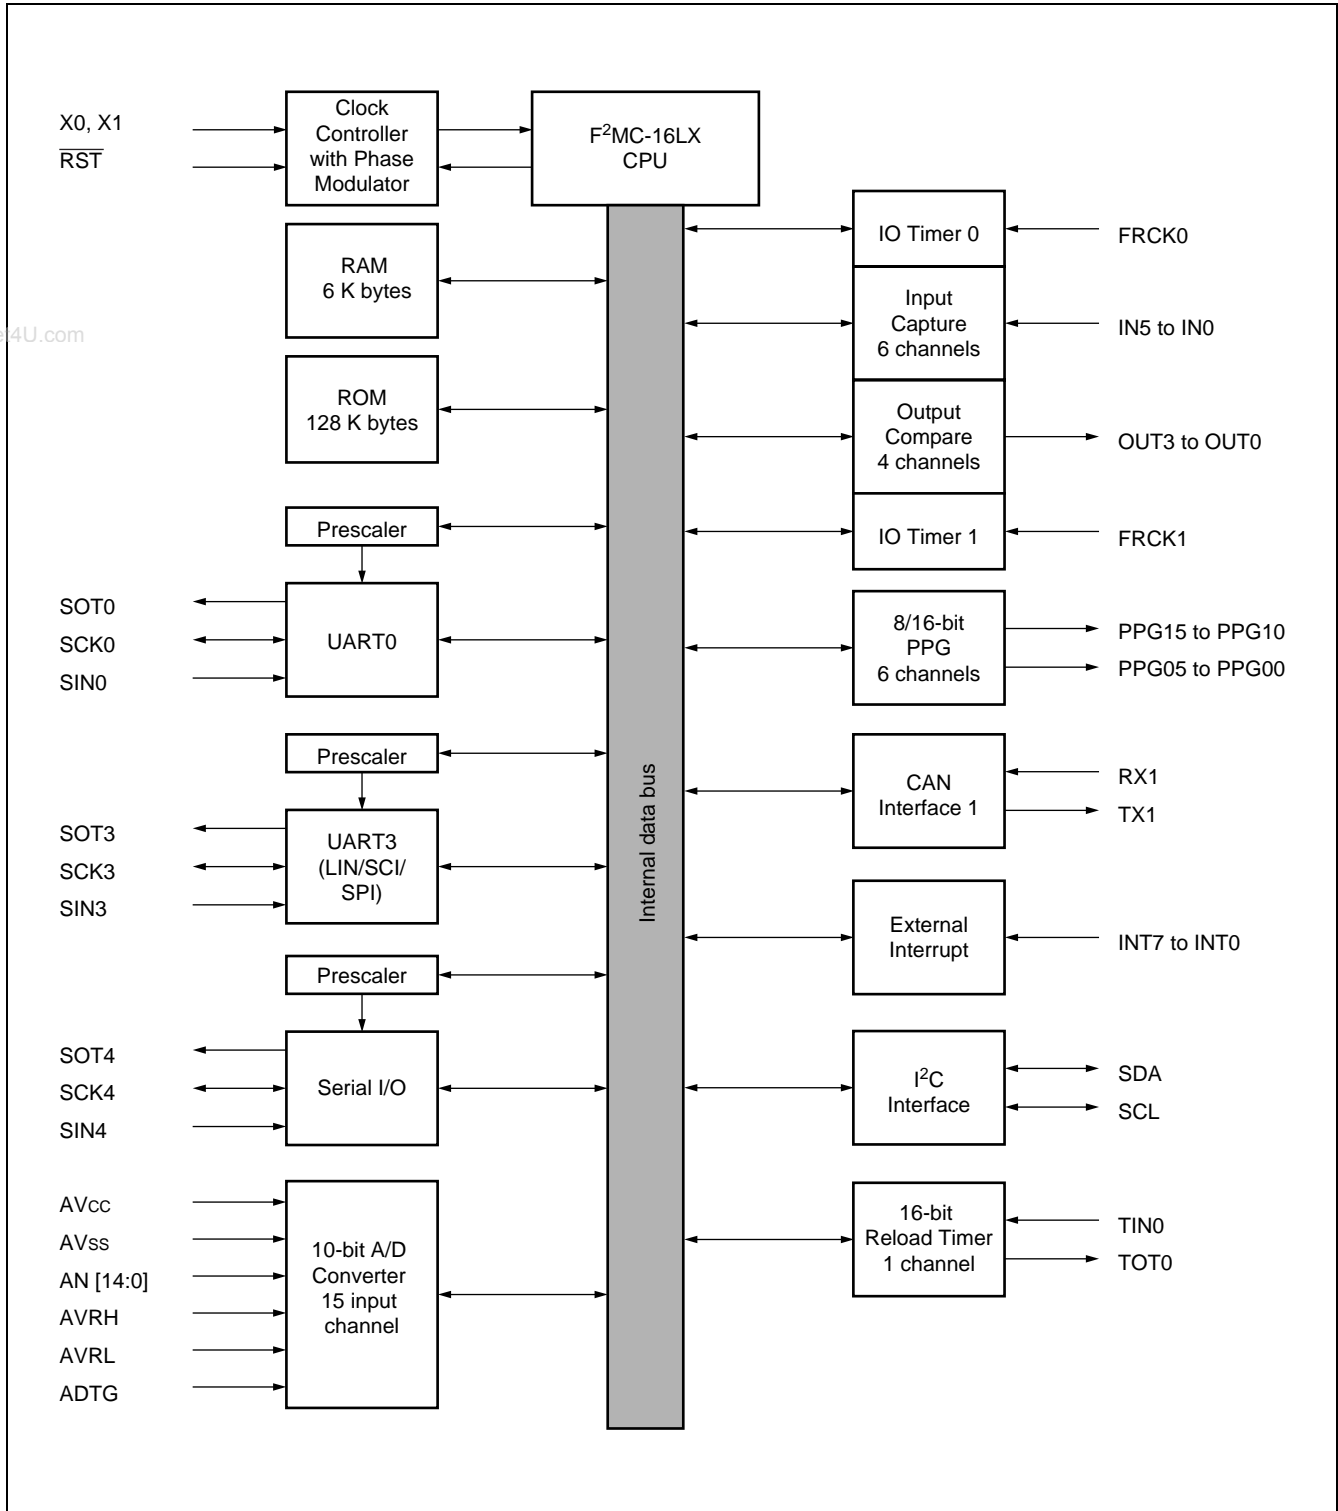 X0, X1
RST
Clock
Controller
with Phase
Modulator
F²MC-16LX
CPU
RAM
6 K bytes
et4U.com
ROM
128 K bytes
Prescaler
SOT0
SCK0
SIN0
UART0
Prescaler
SOT3
SCK3
SIN3
UART3
(LIN/SCI/
SPI)
Prescaler
SOT4
SCK4
SIN4
Serial I/O
AVcc
AVss
AN [14:0]
AVRH
AVRL
ADTG
10-bit A/D
Converter
15 input
channel
Internal data bus
IO Timer 0
FRCK0
Input
Capture
6 channels
IN5 to IN0
Output
Compare
4 channels
OUT3 to OUT0
IO Timer 1
FRCK1
8/16-bit
PPG
6 channels
PPG15 to PPG10
PPG05 to PPG00
CAN
Interface 1
RX1
TX1
External
Interrupt
INT7 to INT0
I²C
Interface
SDA
SCL
16-bit
Reload Timer
1 channel
TIN0
TOT0